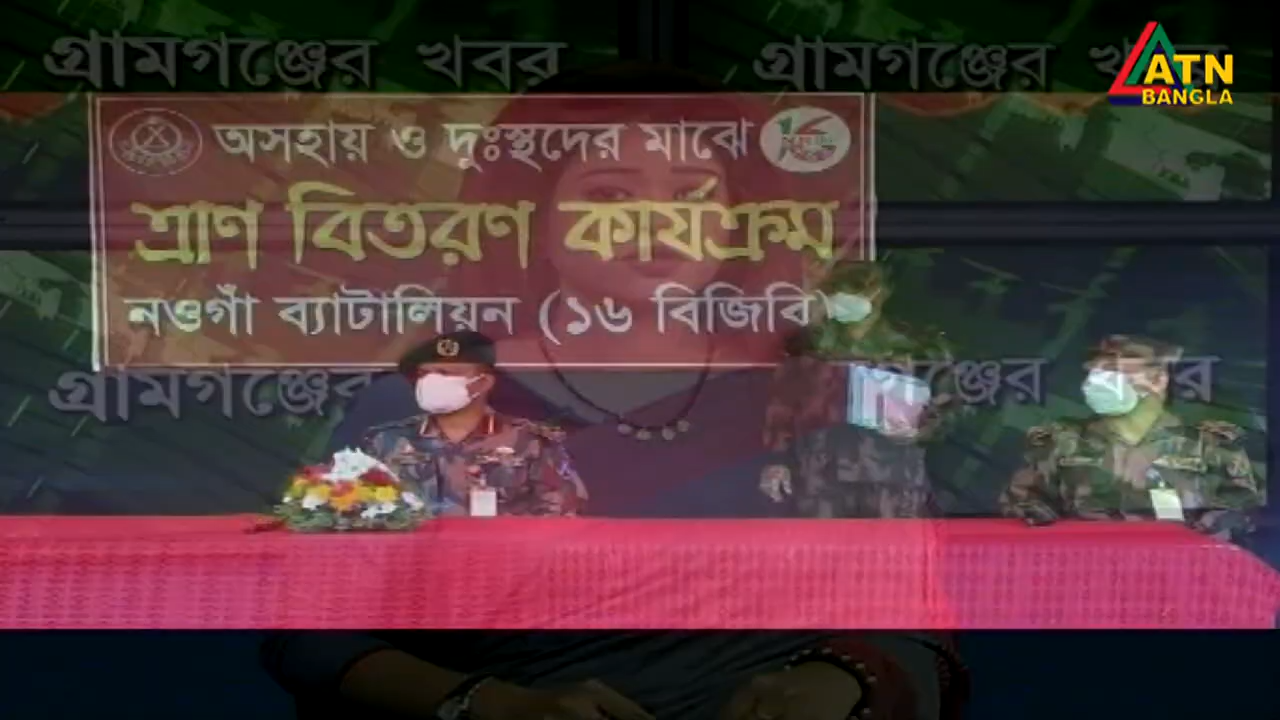 গ্রামগঞ্জের খবর
গ্রামগঞ্জের খ
ATN
BANGLA
অসহায় ও দুঃস্থদের মাঝে
ত্রাণ বিতরণ কার্যক্রম
নওগাঁ ব্যাটালিয়ন (১৬ বিজিবি)
গ্রামগঞ্জের
গঞ্জের খবর